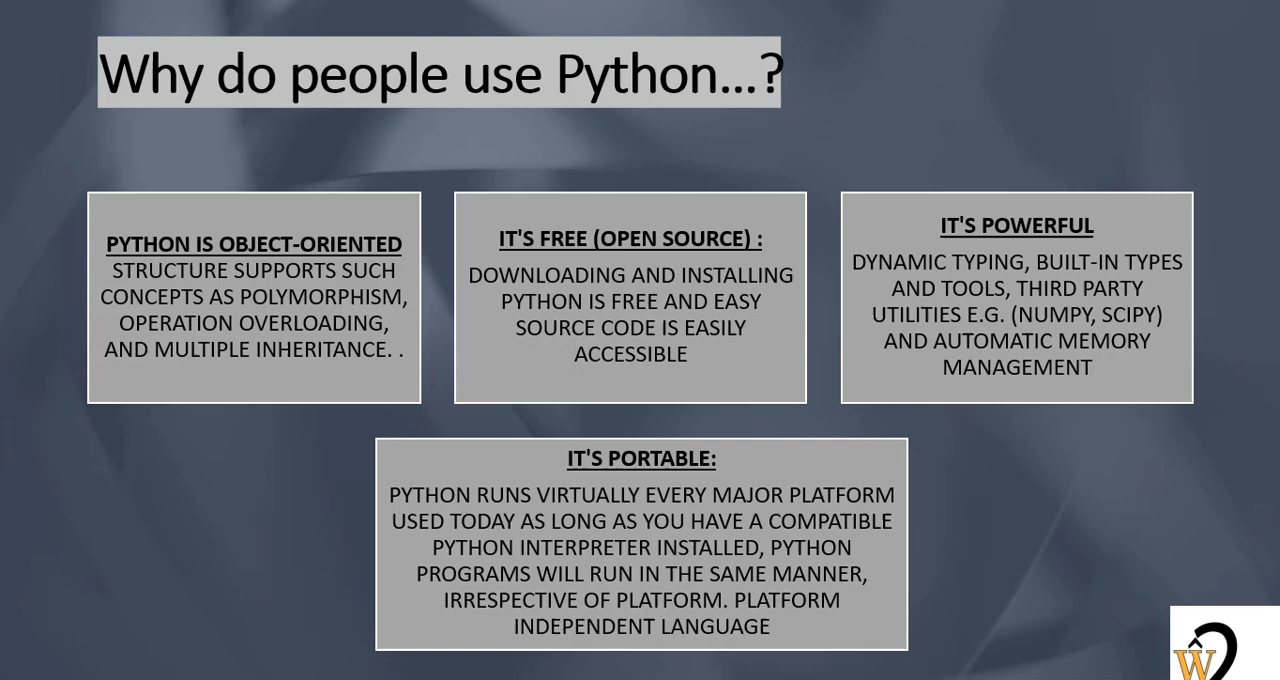 Why do people use Python...?
PYTHON IS OBJECT-ORIENTED
STRUCTURE SUPPORTS SUCH
CONCEPTS AS POLYMORPHISM,
OPERATION OVERLOADING,
AND MULTIPLE INHERITANCE. .
IT'S FREE (OPEN SOURCE) :
DOWNLOADING AND INSTALLING
PYTHON IS FREE AND EASY
SOURCE CODE IS EASILY
ACCESSIBLE
IT'S POWERFUL
DYNAMIC TYPING, BUILT-IN TYPES
AND TOOLS, THIRD PARTY
UTILITIES E.G. (NUMPY, SCIPY)
AND AUTOMATIC MEMORY
MANAGEMENT
IT'S PORTABLE:
PYTHON RUNS VIRTUALLY EVERY MAJOR PLATFORM
USED TODAY AS LONG AS YOU HAVE A COMPATIBLE
PYTHON INTERPRETER INSTALLED, PYTHON
PROGRAMS WILL RUN IN THE SAME MANNER,
IRRESPECTIVE OF PLATFORM. PLATFORM
INDEPENDENT LANGUAGE
W